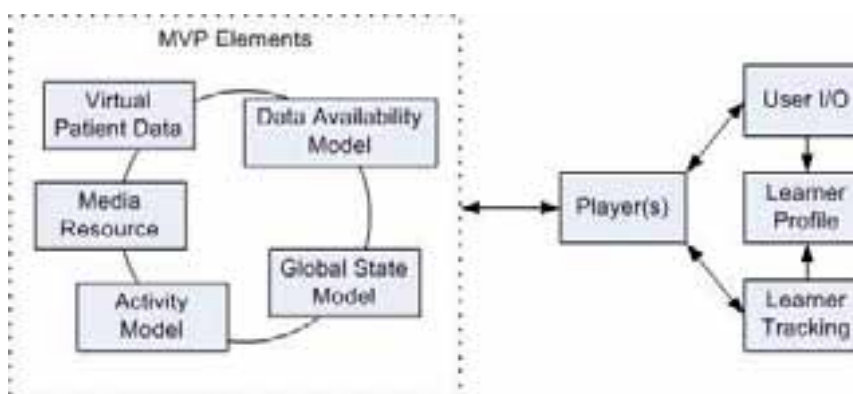 MVP Elements
Virtual
Patient Data
Data Availability
Model
Media
Resource
Global State
Model
Activity
Model
Player(s)
User I/O
Learner
Profile
Learner
Tracking